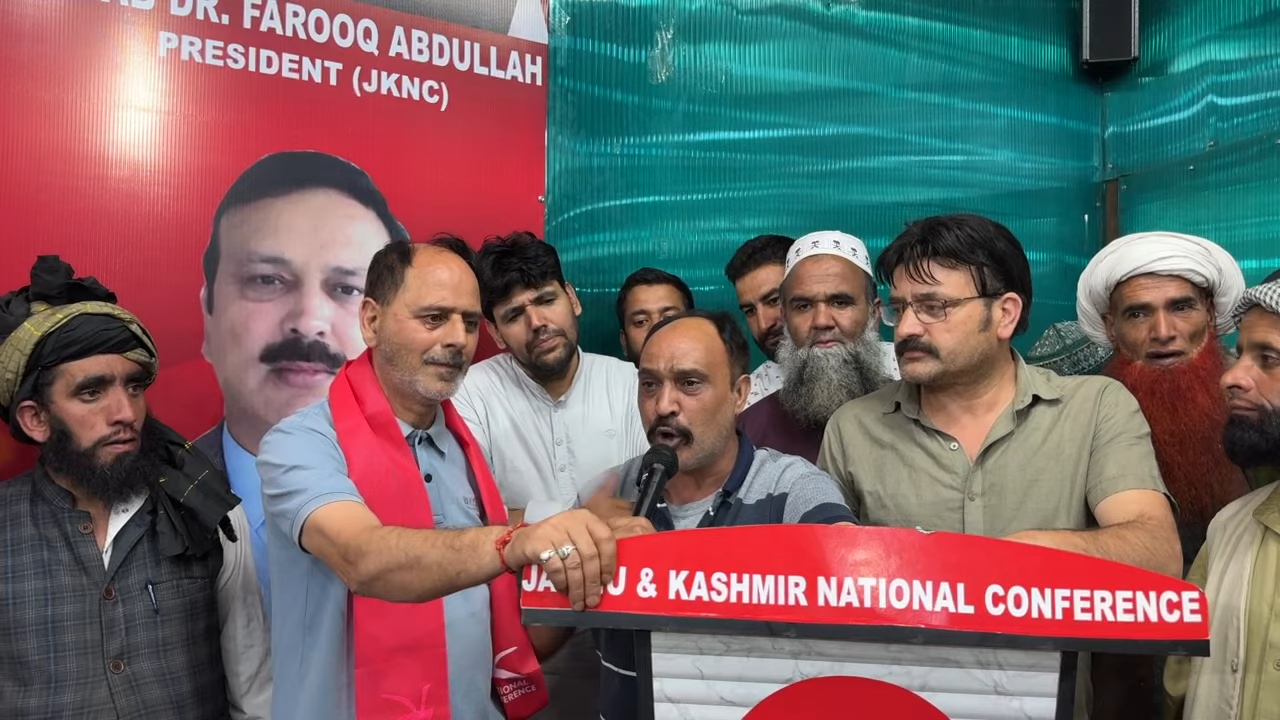 DR. FAROOQ ABDULLAH
PRESIDENT (JKNC)
& KASHMIR NATIONAL CONFERENCE